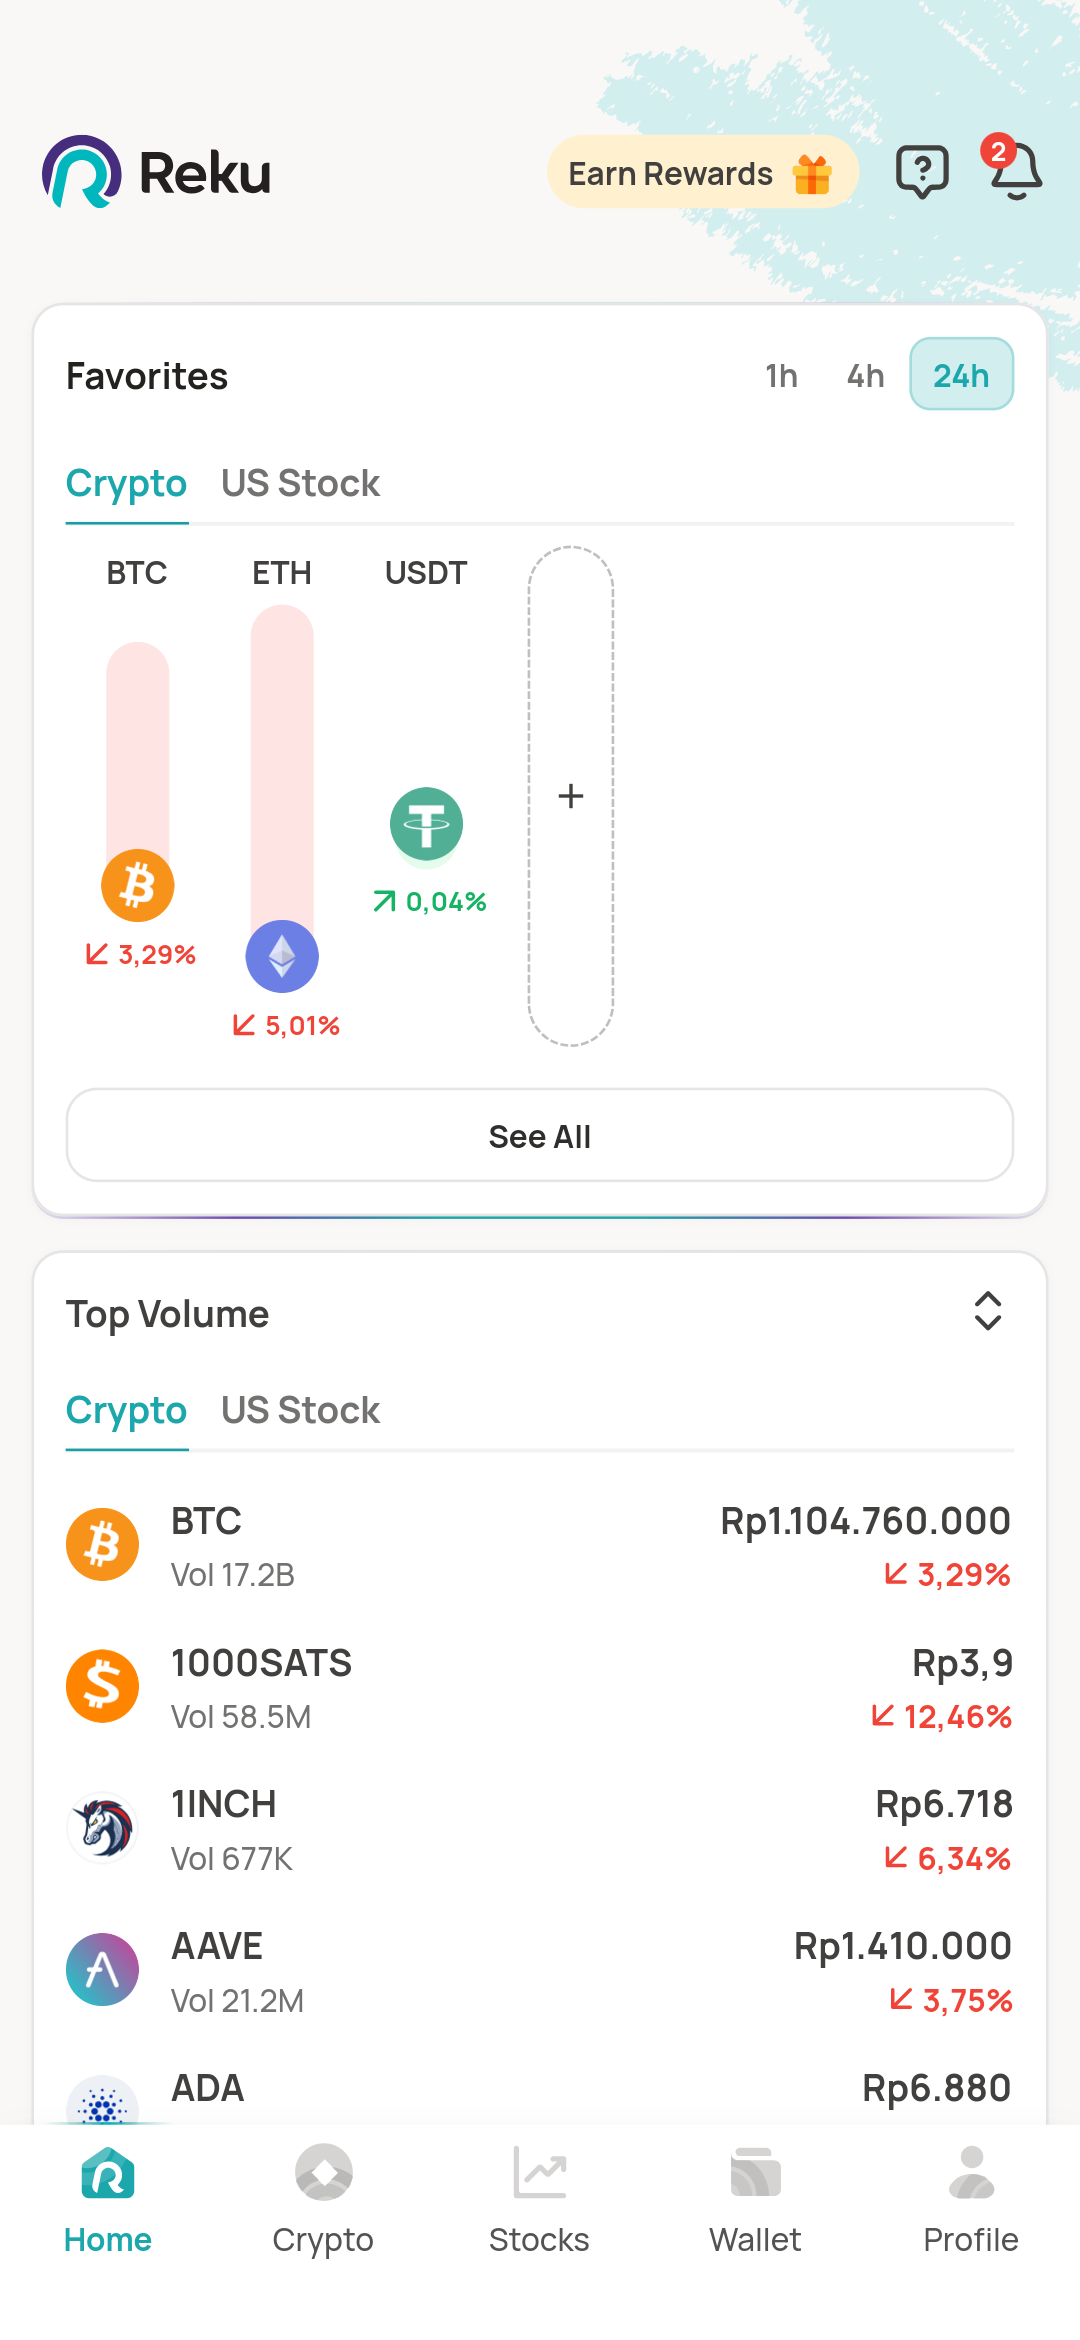 Reku
Earn Rewards
2
Favorites
1h 4h 24h
Crypto US Stock
BTC ETH USDT
0,04%
3,29%
5,01%
See All
Top Volume
Crypto US Stock
BTC Rp1.104.760.000
Vol 17.2B 3,29%
1000SATS Rp3,9
Vol 58.5M 12,46%
1INCH Rp6.718
Vol 677K 6,34%
AAVE Rp1.410.000
Vol 21.2M 3,75%
ADA Rp6.880
Home Crypto Stocks Wallet Profile